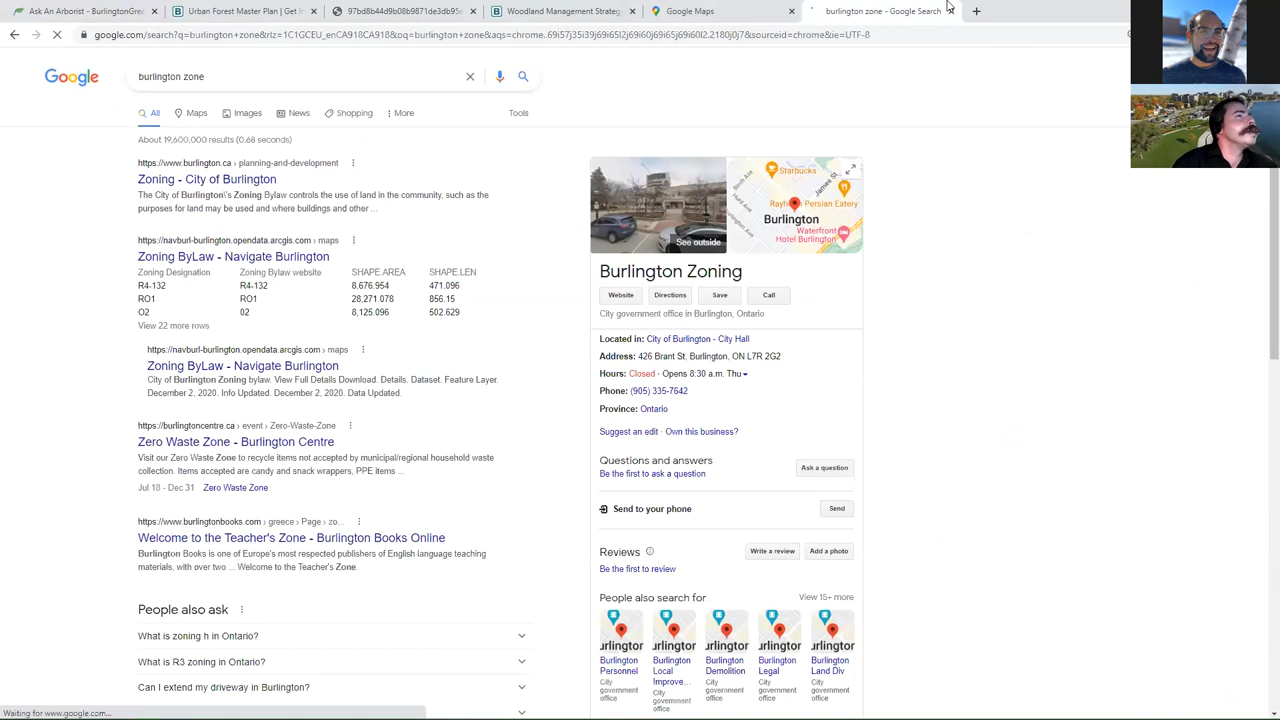 Ask An Arborist - BurlingtonGree
Urban Forest Master Plan | Get In
97bd8b44d9b08b9871de3db95e
Woodland Management Strategy
Google Maps
burlington zone - Google Search
google.com/search?q=burlington+zone&rlz=1C1GCEU_enCA918CA918&oq=burlington+zone&aqs=chrome..69i57j35i39j69i65l2j69i60j69i65j69i60l2.2180j0j7&sourceid=chrome&ie=UTF-8
Google
burlington zone
All
Maps
Images
News
Shopping
More
Tools
About 19,600,000 results (0.68 seconds)
https://www.burlington.ca › planning-and-development
Zoning - City of Burlington
The City of Burlington\'s Zoning Bylaw controls the use of land in the community, such as the
purposes for land may be used and where buildings and other ...
https://navburl-burlington.opendata.arcgis.com › maps
Zoning ByLaw - Navigate Burlington
Zoning Designation Zoning Bylaw website SHAPE.AREA SHAPE.LEN
R4-132 R4-132 8,676.954 471.096
RO1 RO1 28,271.078 856.15
O2 02 8,125.096 502.629
View 22 more rows
https://navburl-burlington.opendata.arcgis.com › maps
Zoning ByLaw - Navigate Burlington
City of Burlington Zoning bylaw. View Full Details Download. Details. Dataset. Feature Layer.
December 2, 2020. Info Updated. December 2, 2020. Data Updated.
https://burlingtoncentre.ca › event › Zero-Waste-Zone
Zero Waste Zone - Burlington Centre
Visit our Zero Waste Zone to recycle items not accepted by municipal/regional household waste
collection. Items accepted are candy and snack wrappers, PPE items ...
Jul 18 - Dec 31 Zero Waste Zone
https://www.burlingtonbooks.com › greece › Page › zo...
Welcome to the Teacher's Zone - Burlington Books Online
Burlington Books is one of Europe's most respected publishers of English language teaching
materials, with over two ... Welcome to the Teacher's Zone.
People also ask
What is zoning h in Ontario?
What is R3 zoning in Ontario?
Can I extend my driveway in Burlington?
Waiting for www.google.com...
See outside
Starbucks
James St
Birth Ave
Burlington
Waterfront
Hotel Burlington
Burlington Zoning
Website
Directions
Save
Call
City government office in Burlington, Ontario
Located in: City of Burlington - City Hall
Address: 426 Brant St, Burlington, ON L7R 2G2
Hours: Closed · Opens 8:30 a.m. Thu
Phone: (905) 335-7642
Province: Ontario
Suggest an edit · Own this business?
Questions and answers
Be the first to ask a question
Ask a question
Send to your phone
Send
Reviews
Write a review
Add a photo
Be the first to review
People also search for
View 15+ more
urlingtor urlingtor urlingtor urlingtor urlingtor
Burlington Burlington Burlington Burlington Burlington
Personnel Local Demolition Legal Land Div
Improve...
City City City City City
government government government government government
office office office office office